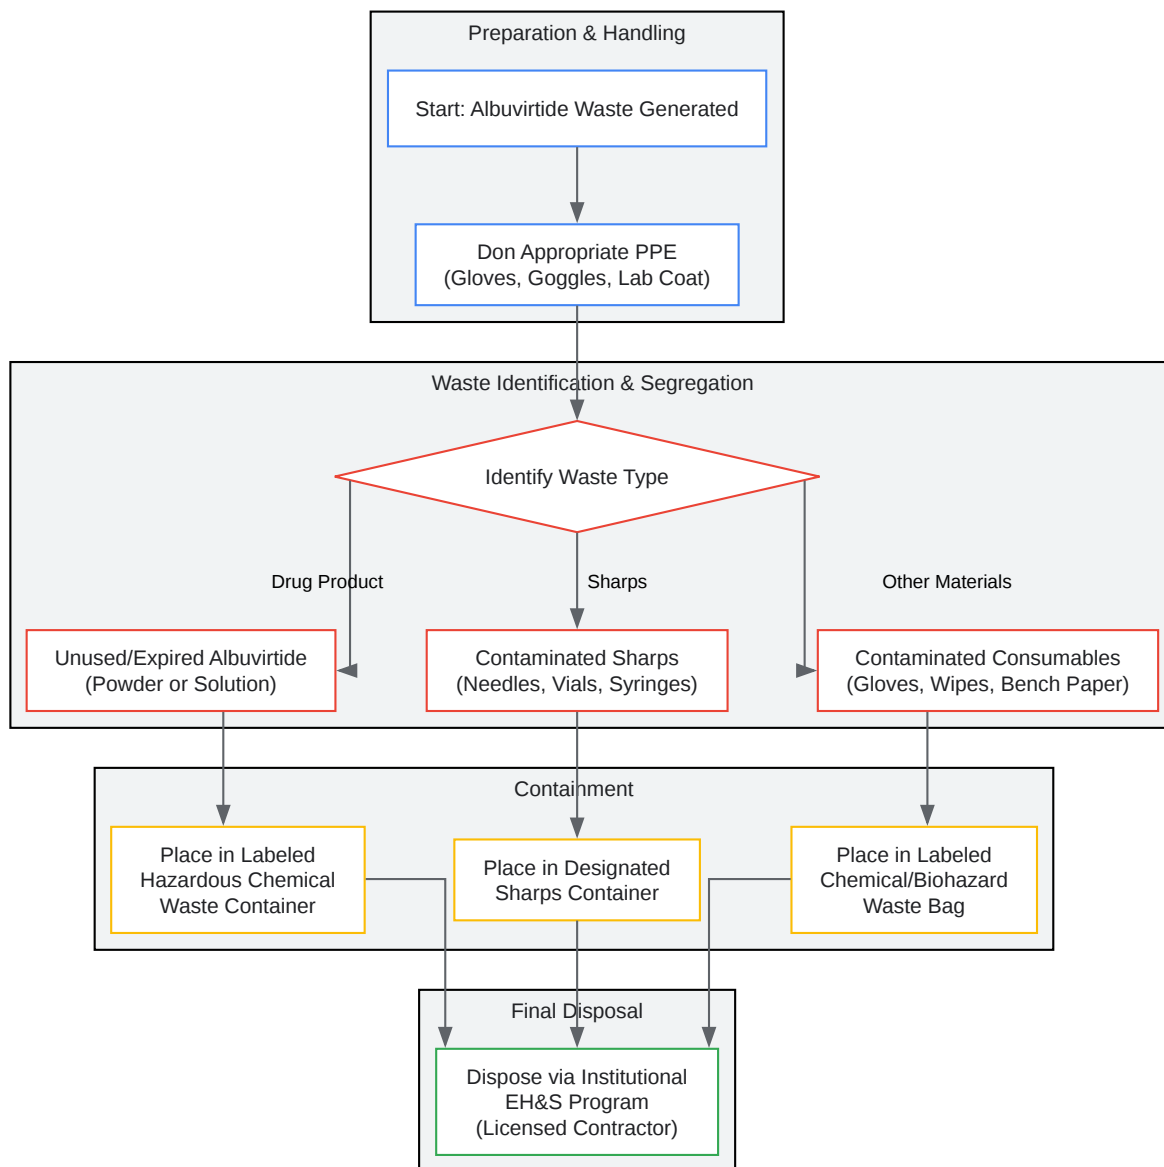 Preparation & Handling
Start: Albuvirtide Waste Generated
Don Appropriate PPE
(Gloves, Goggles, Lab Coat)
Waste Identification & Segregation
Identify Waste Type
Drug Product
Sharps
Other Materials
Unused/Expired Albuvirtide
(Powder or Solution)
Contaminated Sharps
(Needles, Vials, Syringes)
Contaminated Consumables
(Gloves, Wipes, Bench Paper)
Containment
Place in Labeled
Hazardous Chemical
Waste Container
Place in Designated
Sharps Container
Place in Labeled
Chemical/Biohazard
Waste Bag
Final Disposal
Dispose via Institutional
EH&S Program
(Licensed Contractor)